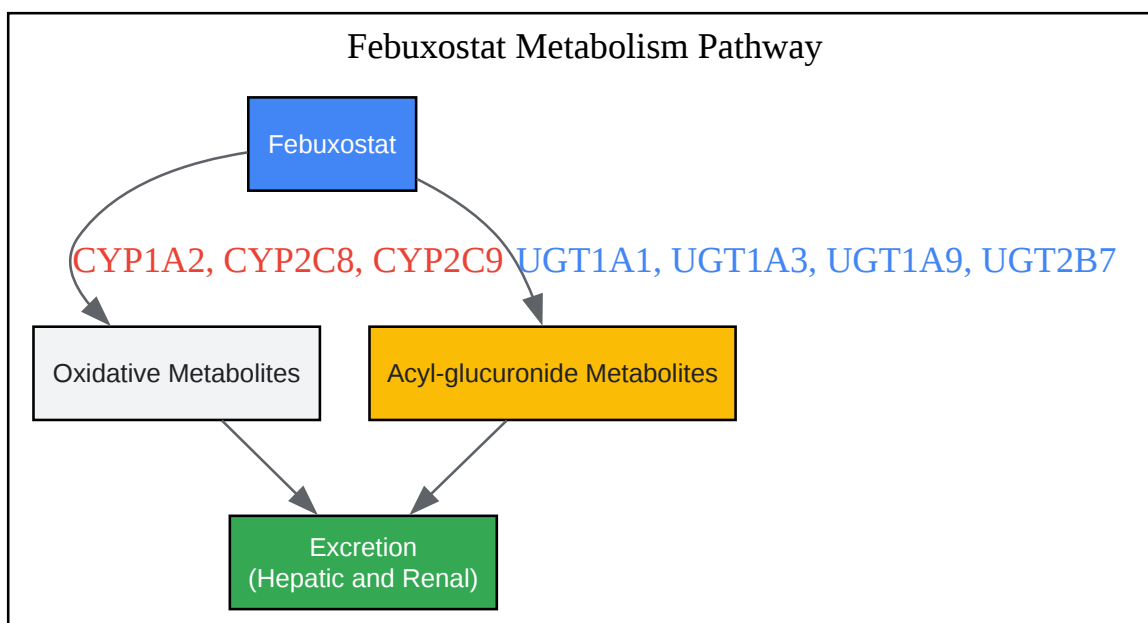 Febuxostat Metabolism Pathway
Febuxostat
CYP1A2, CYP2C8, CYP2C9
UGT1A1, UGT1A3, UGT1A9, UGT2B7
Oxidative Metabolites
Acyl-glucuronide Metabolites
Excretion
(Hepatic and Renal)